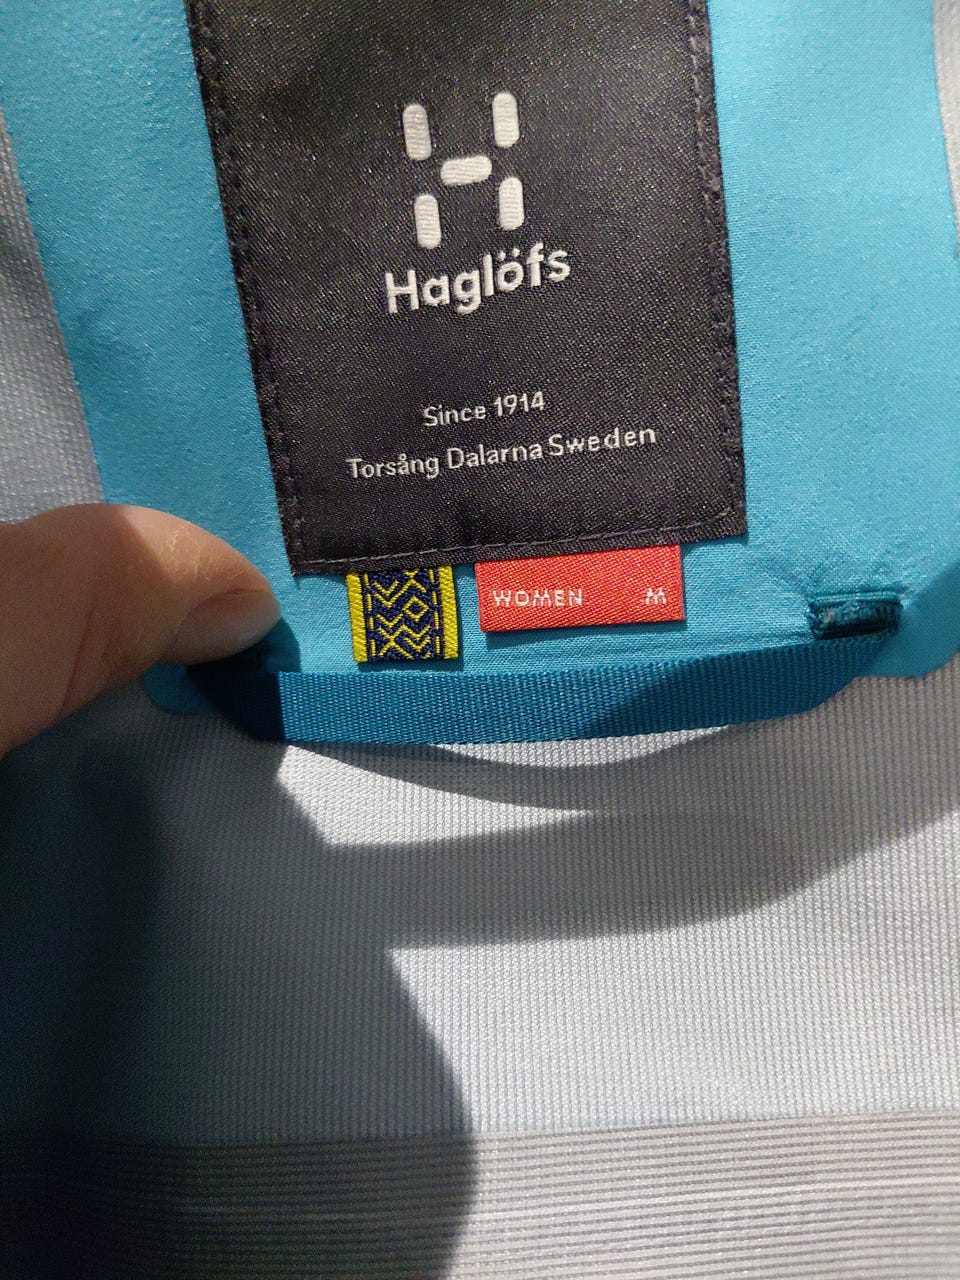 Haglöfs
Since 1914
Torsång Dalarna Sweden
WOMEN M